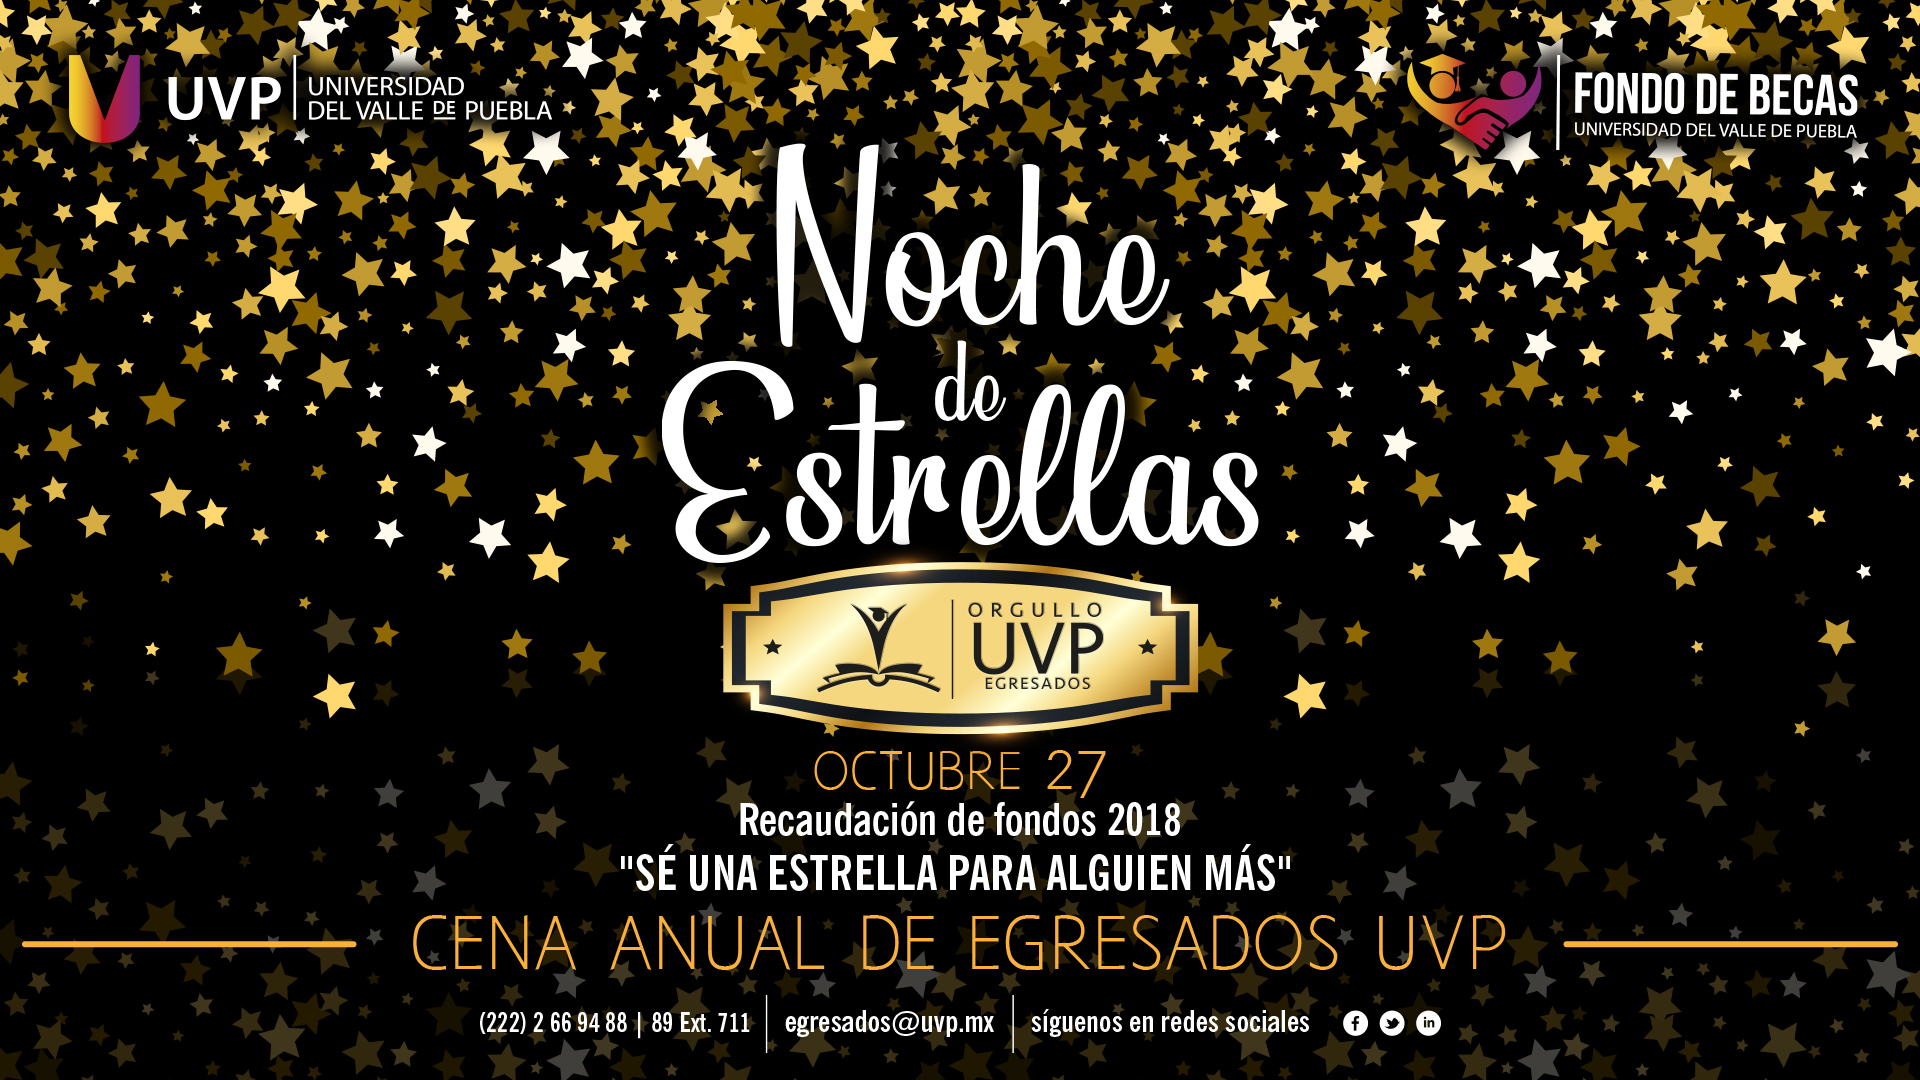 UVP
UNIVERSIDAD
DEL VALLE DE PUEBLA
FONDO DE BECAS
UNIVERSIDAD DEL VALLE DE PUEBLA
Noche
de
Estrellas
ORGULLO
UVP
EGRESADOS
OCTUBRE 27
Recaudación de fondos 2018
"SÉ UNA ESTRELLA PARA ALGUIEN MÁS"
CENA ANUAL DE EGRESADOS UVP
(222) 2 66 94 88 | 89 Ext. 711
egresados@uvp.mx
síguenos en redes sociales